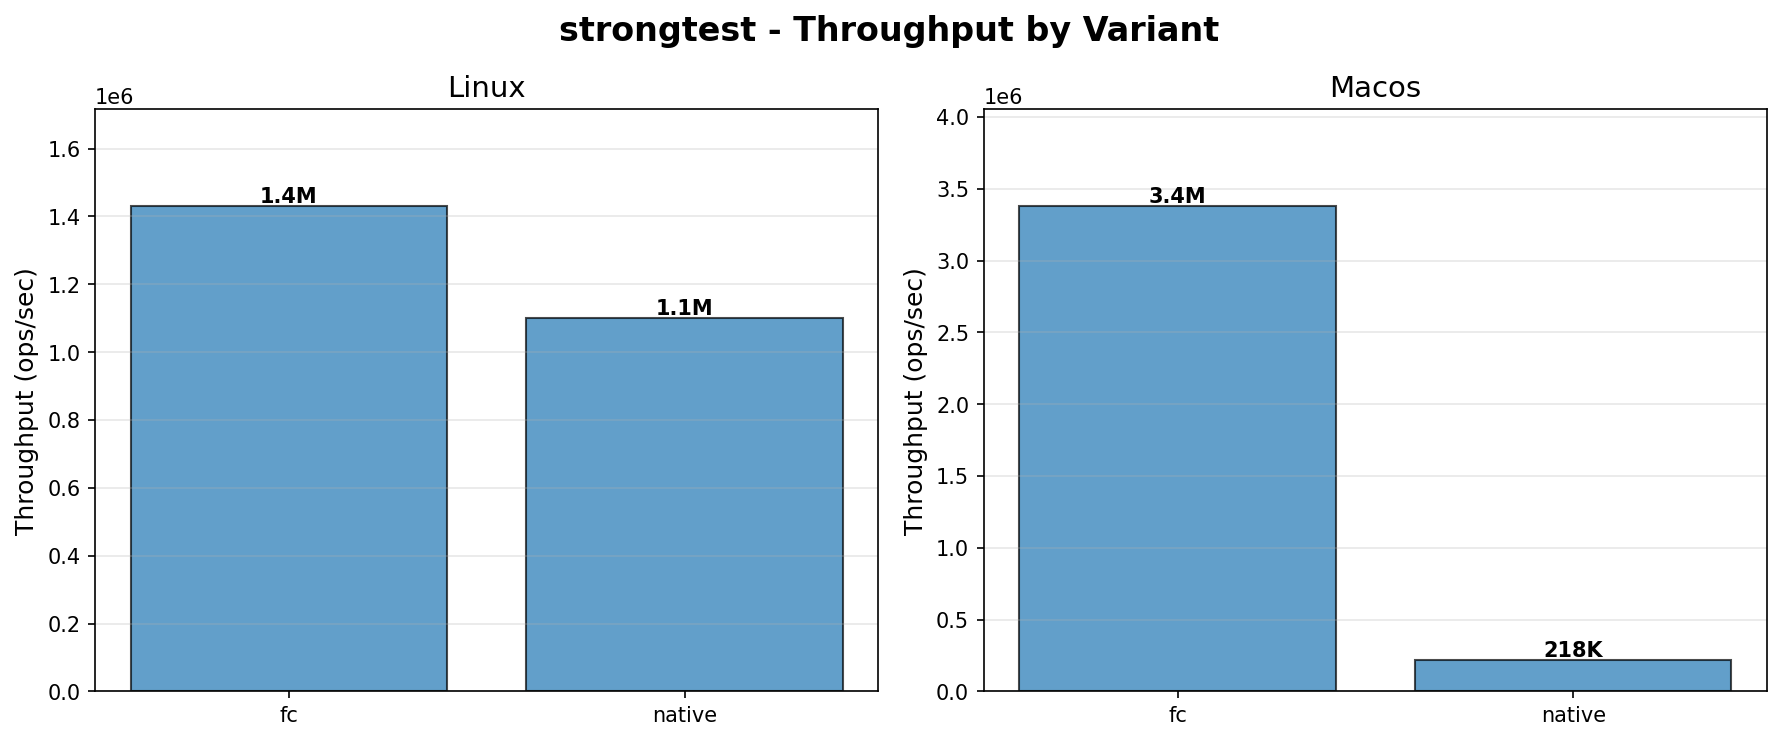 strongtest - Throughput by Variant
Linux
1e6
1.6
1.4
1.2
1.0
0.8
0.6
0.4
0.2
0.0
Throughput (ops/sec)
1.4M
1.1M
fc
native
Macos
1e6
4.0
3.5
3.0
2.5
2.0
1.5
1.0
0.5
0.0
Throughput (ops/sec)
3.4M
218K
fc
native